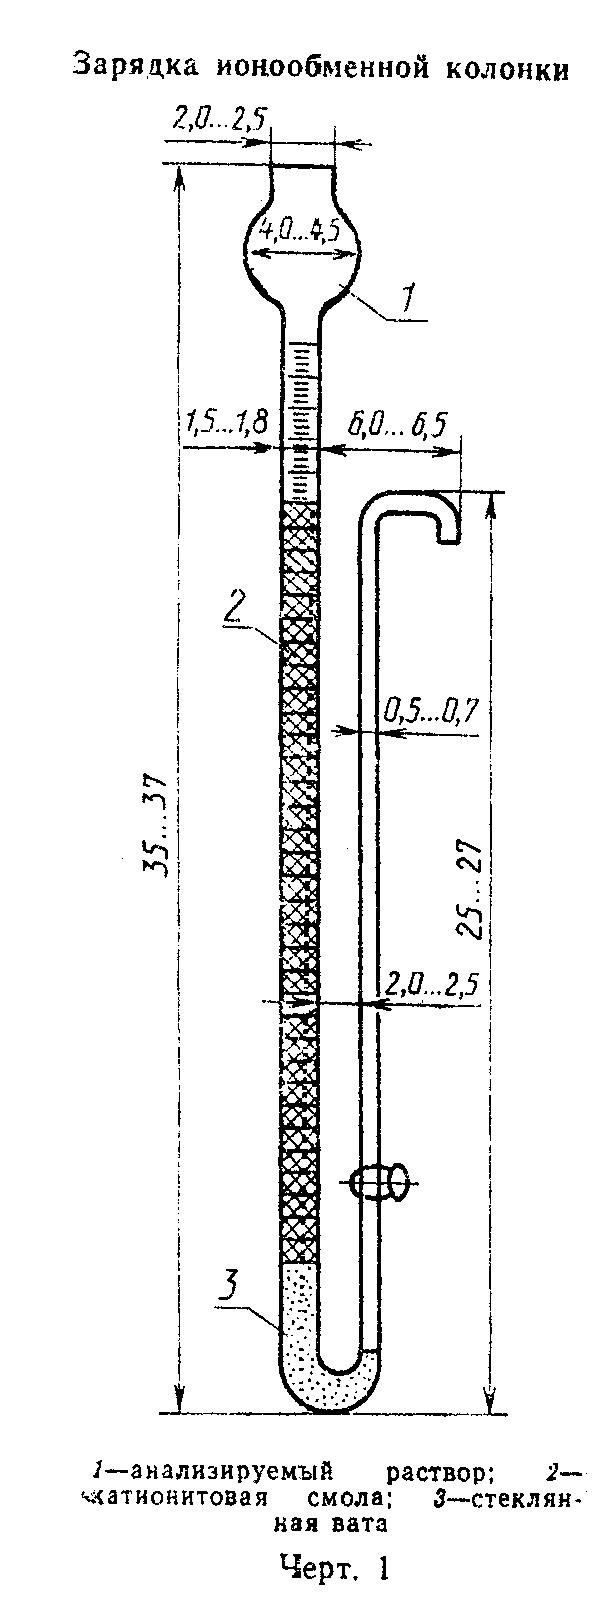 Зарядка ионообменной колонки
2,0...2,5
4,0...4,5
1
1,5...1,8
6,0...6,5
2
0,5...0,7
35...37
25...27
2,0...2,5
3
1—анализируемый раствор; 2—
катионитовая смола; 3—стеклян-
ная вата
Черт. 1